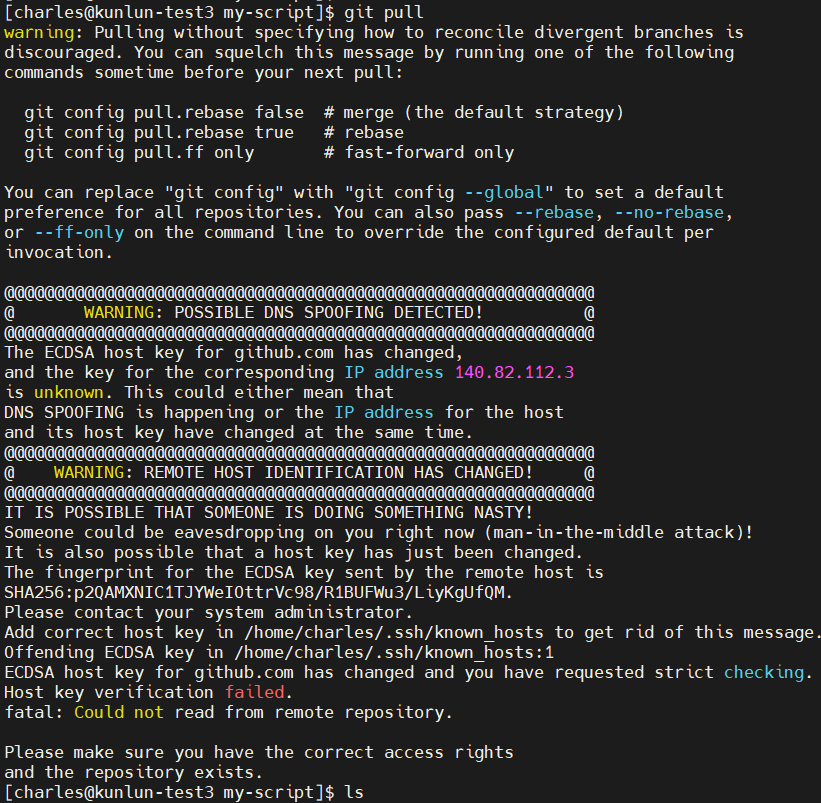 [charles@kunlun-test3 my-script]$ git pull
warning: Pulling without specifying how to reconcile divergent branches is
discouraged. You can squelch this message by running one of the following
commands sometime before your next pull:
  git config pull.rebase false  # merge (the default strategy)
  git config pull.rebase true   # rebase
  git config pull.ff only       # fast-forward only
You can replace "git config" with "git config --global" to set a default
preference for all repositories. You can also pass --rebase, --no-rebase,
or --ff-only on the command line to override the configured default per
invocation.
@@@@@@@@@@@@@@@@@@@@@@@@@@@@@@@@@@@@@@@@@@@@@@@@@@@@@@@@@@@
@       WARNING: POSSIBLE DNS SPOOFING DETECTED!          @
@@@@@@@@@@@@@@@@@@@@@@@@@@@@@@@@@@@@@@@@@@@@@@@@@@@@@@@@@@@
The ECDSA host key for github.com has changed,
and the key for the corresponding IP address 140.82.112.3
is unknown. This could either mean that
DNS SPOOFING is happening or the IP address for the host
and its host key have changed at the same time.
@@@@@@@@@@@@@@@@@@@@@@@@@@@@@@@@@@@@@@@@@@@@@@@@@@@@@@@@@@@
@    WARNING: REMOTE HOST IDENTIFICATION HAS CHANGED!     @
@@@@@@@@@@@@@@@@@@@@@@@@@@@@@@@@@@@@@@@@@@@@@@@@@@@@@@@@@@@
IT IS POSSIBLE THAT SOMEONE IS DOING SOMETHING NASTY!
Someone could be eavesdropping on you right now (man-in-the-middle attack)!
It is also possible that a host key has just been changed.
The fingerprint for the ECDSA key sent by the remote host is
SHA256:p2QAMXNIC1TJYWeIOttrVc98/R1BUFWu3/LiyKgUfQM.
Please contact your system administrator.
Add correct host key in /home/charles/.ssh/known_hosts to get rid of this message.
Offending ECDSA key in /home/charles/.ssh/known_hosts:1
ECDSA host key for github.com has changed and you have requested strict checking.
Host key verification failed.
fatal: Could not read from remote repository.
Please make sure you have the correct access rights
and the repository exists.
[charles@kunlun-test3 my-script]$ ls